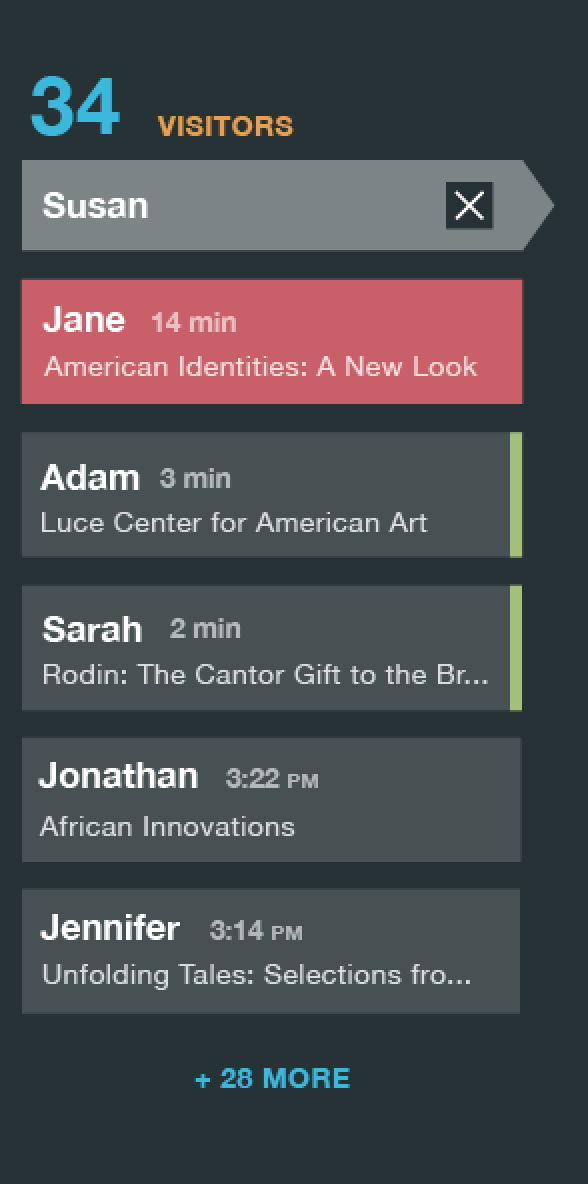 34 VISITORS
Susan
Jane 14 min
American Identities: A New Look
Adam 3 min
Luce Center for American Art
Sarah 2 min
Rodin: The Cantor Gift to the Br...
Jonathan 3:22 PM
African Innovations
Jennifer 3:14 PM
Unfolding Tales: Selections fro...
+ 28 MORE